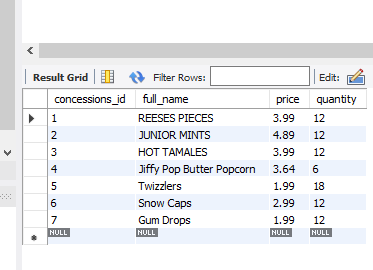 Result Grid Filter Rows: Edit:
concessions_id full_name price quantity
1 REESES PIECES 3.99 12
2 JUNIOR MINTS 4.89 12
3 HOT TAMALES 3.99 12
4 Jiffy Pop Butter Popcorn 3.64 6
5 Twizzlers 1.99 18
6 Snow Caps 2.99 12
7 Gum Drops 1.99 12
NULL NULL NULL NULL